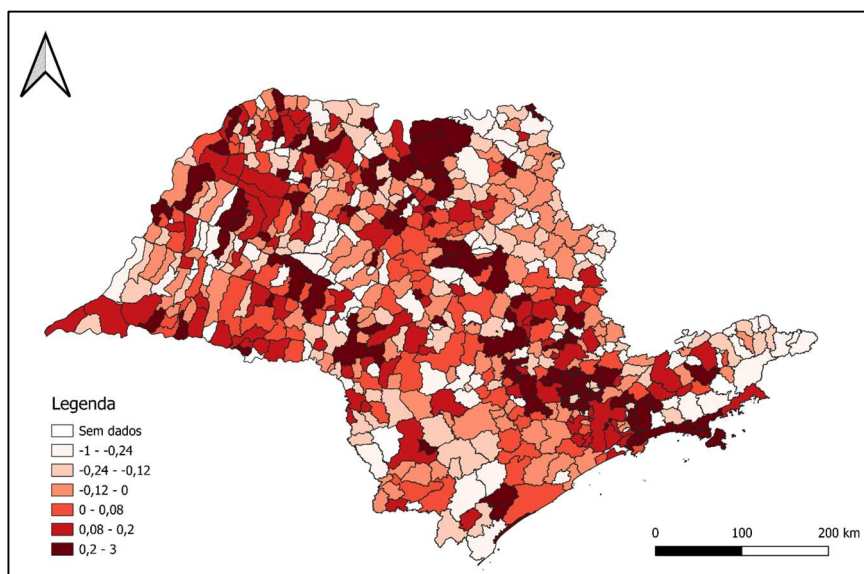 Legenda
Sem dados
-1 - -0,24
-0,24 - -0,12
-0,12 - 0
0 - 0,08
0,08 - 0,2
0,2 - 3
0 100 200 km